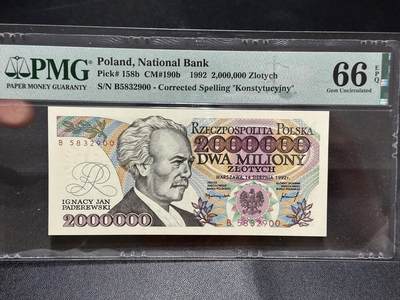 PMG
PAPER MONEY GUARANTY
Poland, National Bank
Pick# 158b CM#190b 1992 2,000,000 Zlotych
S/N B5832900 - Corrected Spelling "Konstytucyjny"
66 EPQ
Gem Uncirculated
RZECZPOSPOLITA POLSKA
2000000
DWA MILIONY
ZŁOTYCH
WARSZAWA, 14 SIERPNIA 1992 r.
B 5832900
IGNACY JAN
PADEREWSKI
2000000
B 5832900